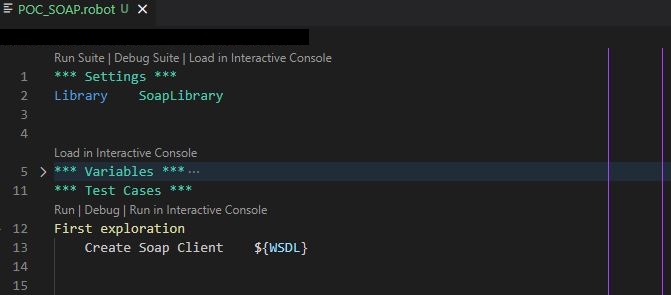 POC_SOAP.robot U
Run Suite | Debug Suite | Load in Interactive Console
1 *** Settings ***
2 Library    SoapLibrary
3
4
Load in Interactive Console
5 *** Variables ***···
11 *** Test Cases ***
Run | Debug | Run in Interactive Console
12 First exploration
13     Create Soap Client    ${WSDL}
14
15